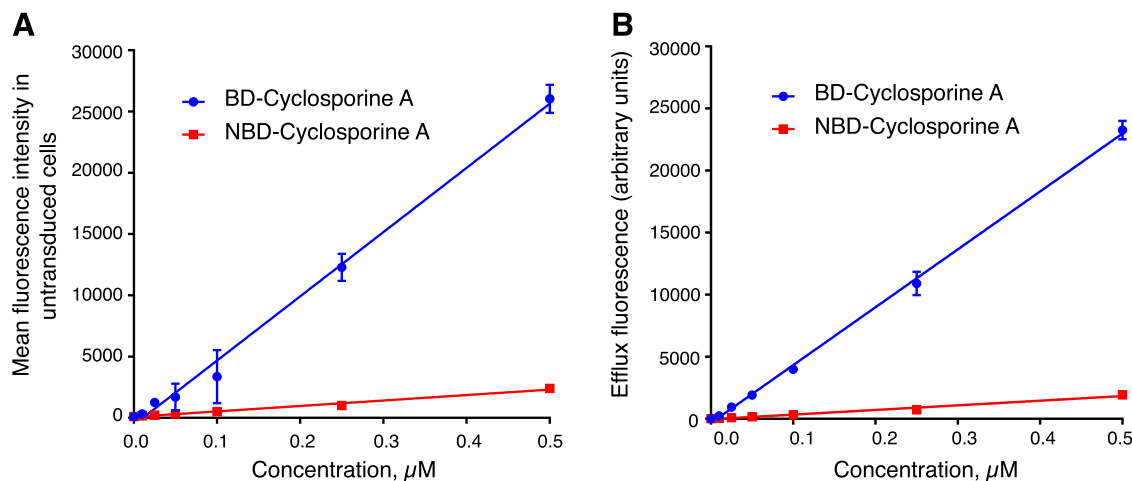 A
Mean fluorescence intensity in
untransduced cells
30000
25000
20000
15000
10000
5000
0
BD-Cyclosporine A
NBD-Cyclosporine A
0.0 0.1 0.2 0.3 0.4 0.5
Concentration, µM
B
Efflux fluorescence (arbitrary units)
30000
25000
20000
15000
10000
5000
0
BD-Cyclosporine A
NBD-Cyclosporine A
0.0 0.1 0.2 0.3 0.4 0.5
Concentration, µM